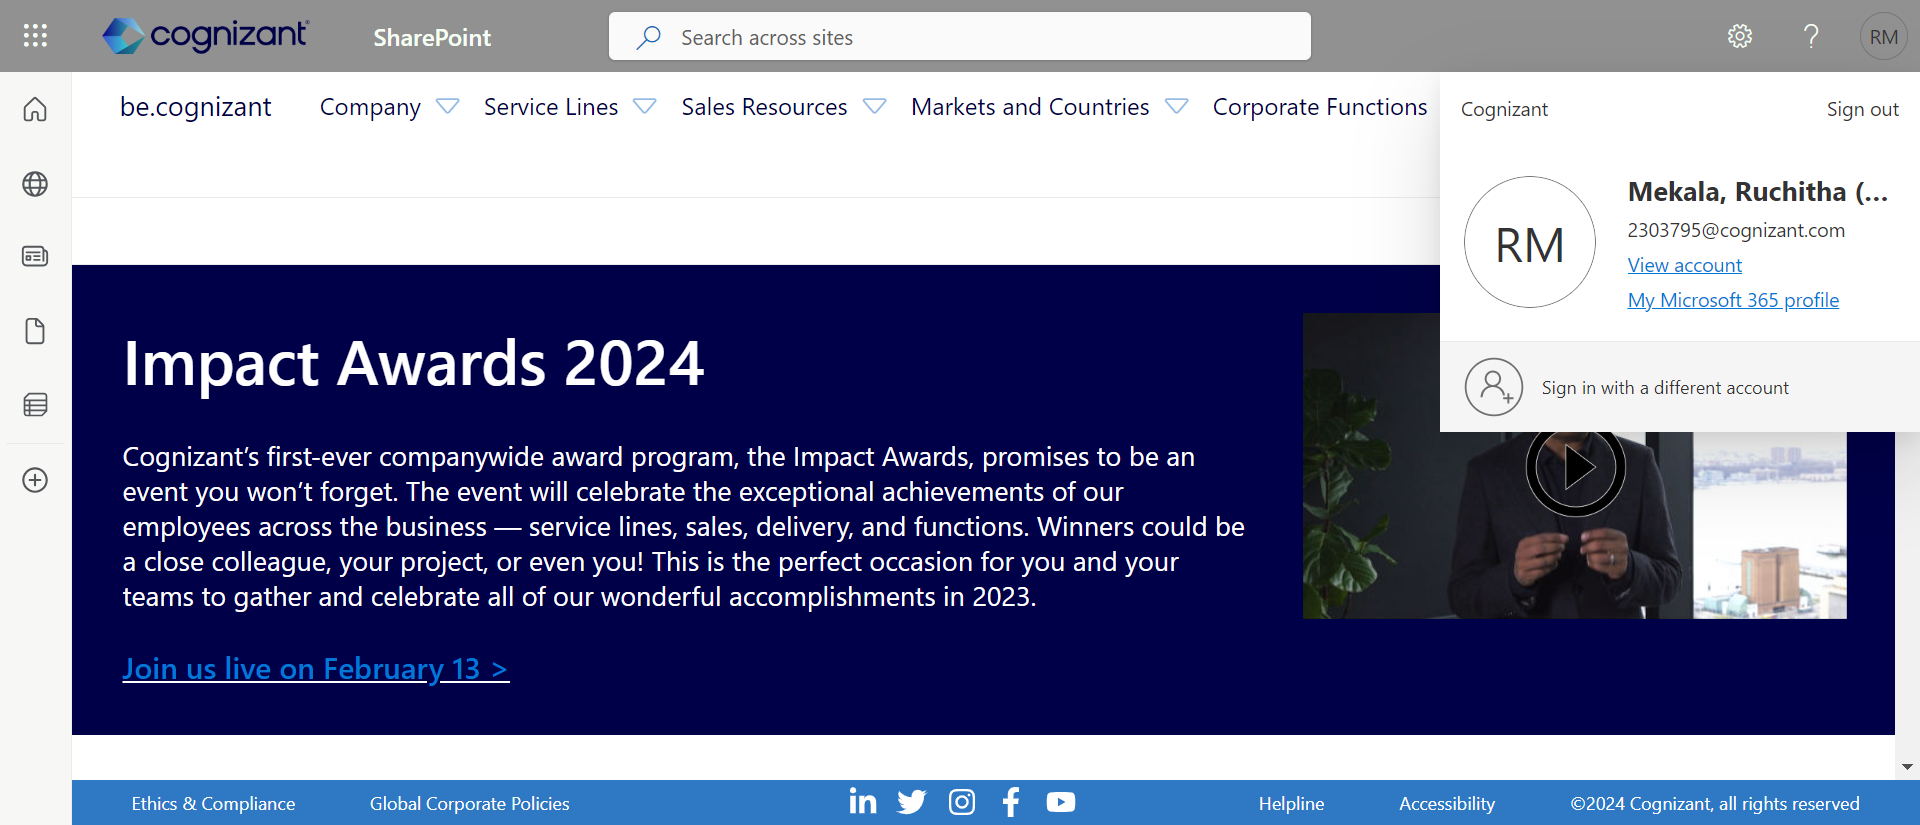 cognizant
SharePoint
Search across sites
?
RM
be.cognizant
Company
Service Lines
Sales Resources
Markets and Countries
Corporate Functions
Cognizant
Sign out
RM
Mekala, Ruchitha (...
2303795@cognizant.com
View account
My Microsoft 365 profile
Sign in with a different account
Impact Awards 2024
Cognizant’s first-ever companywide award program, the Impact Awards, promises to be an
event you won’t forget. The event will celebrate the exceptional achievements of our
employees across the business — service lines, sales, delivery, and functions. Winners could be
a close colleague, your project, or even you! This is the perfect occasion for you and your
teams to gather and celebrate all of our wonderful accomplishments in 2023.
Join us live on February 13 >
Ethics & Compliance
Global Corporate Policies
Helpline
Accessibility
©2024 Cognizant, all rights reserved